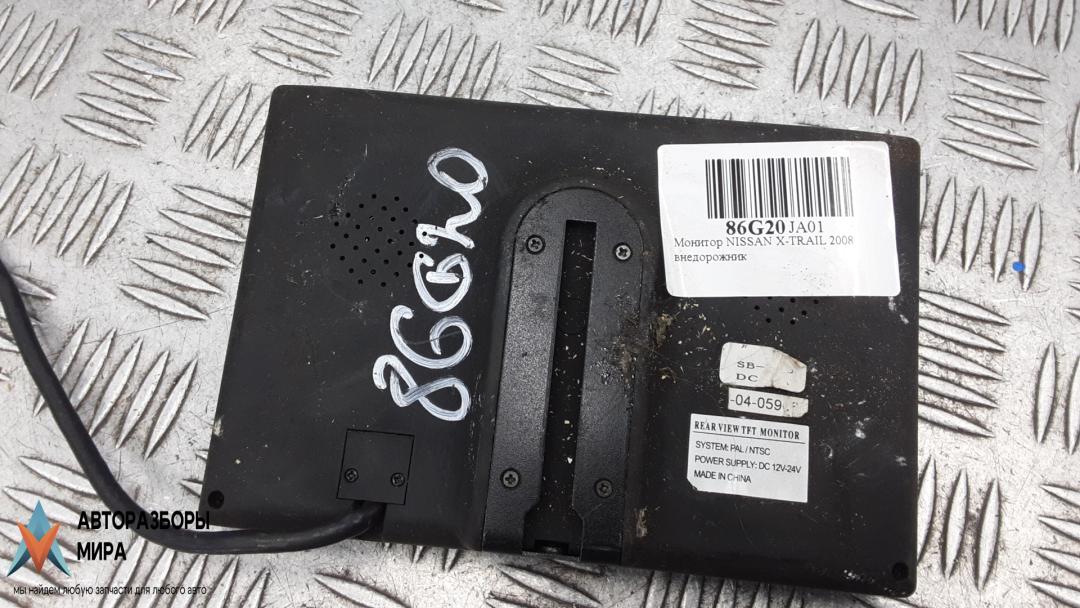 86G20
86G20JA01
Монитор NISSAN X-TRAIL 2008
внедорожник
SB-
DC
-04-059
REAR VIEW TFT MONITOR
SYSTEM: PAL / NTSC
POWER SUPPLY: DC 12V-24V
MADE IN CHINA
АВТОРАЗБОРЫ
МИРА
мы найдем любую запчасти для любого авто :